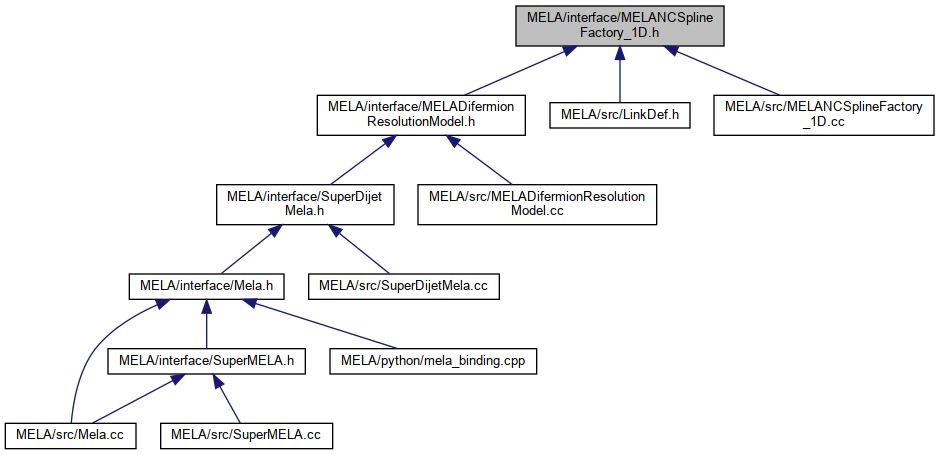 MELA/interface/MELANCSpline
Factory_1D.h
MELA/interface/MELADifermion
ResolutionModel.h
MELA/src/LinkDef.h
MELA/src/MELANCSplineFactory
_1D.cc
MELA/interface/SuperDijet
Mela.h
MELA/src/MELADifermionResolution
Model.cc
MELA/interface/Mela.h
MELA/src/SuperDijetMela.cc
MELA/interface/SuperMELA.h
MELA/python/mela_binding.cpp
MELA/src/Mela.cc
MELA/src/SuperMELA.cc